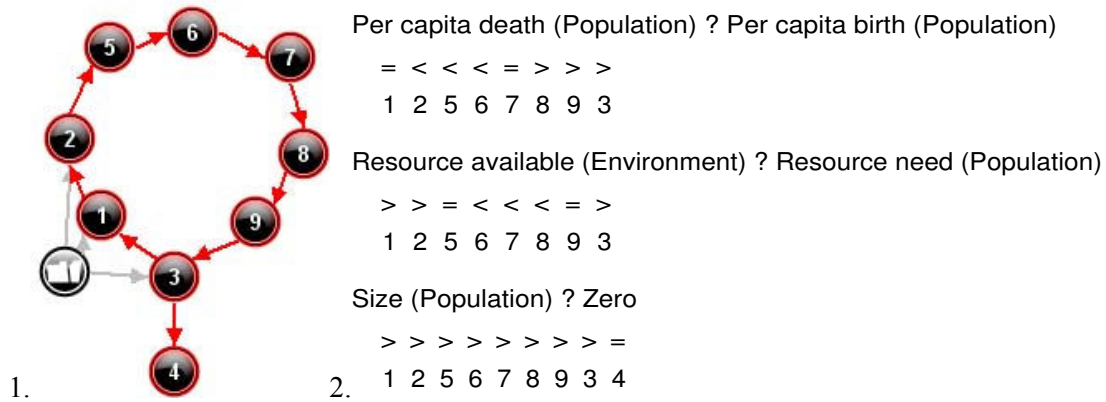 5 6 7
2 8
1 9
3
4
1.
2.
Per capita death (Population) ? Per capita birth (Population)
= < < < = > > >
1 2 5 6 7 8 9 3
Resource available (Environment) ? Resource need (Population)
> > = < < < = >
1 2 5 6 7 8 9 3
Size (Population) ? Zero
> > > > > > > > =
1 2 5 6 7 8 9 3 4